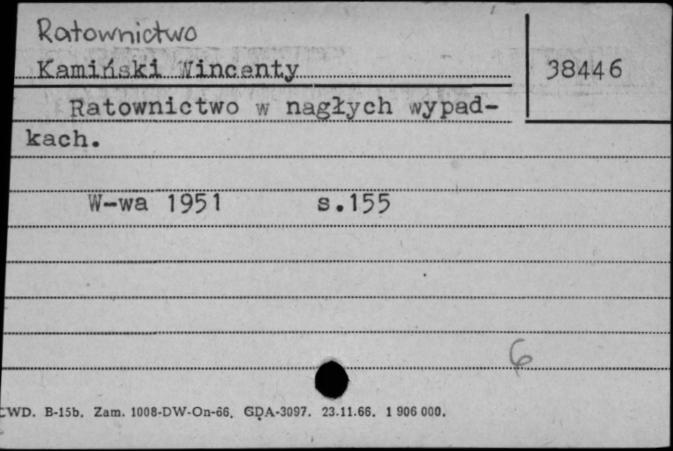 Ratownictwo
Kamiński Wincenty
38446
Ratownictwo w nagłych wypad-
kach.
W-wa 1951 s.155
6
CWD. B-15b. Zam. 1008-DW-On-66. GDA-3097. 23.11.66. 1 906 000.